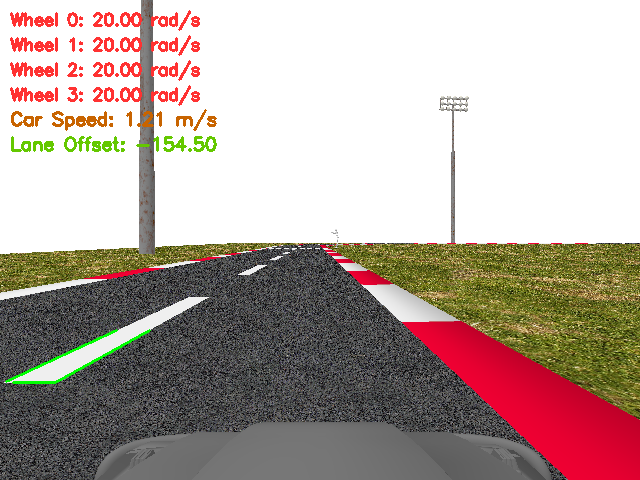 Wheel 0: 20.00 rad/s
Wheel 1: 20.00 rad/s
Wheel 2: 20.00 rad/s
Wheel 3: 20.00 rad/s
Car Speed: 1.21 m/s
Lane Offset: -154.50